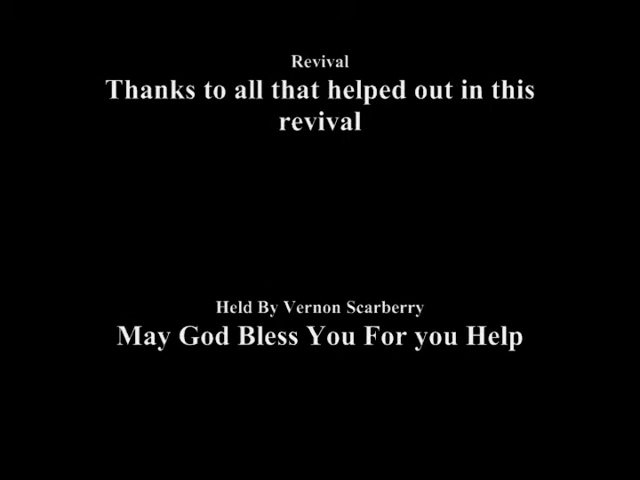 Revival
Thanks to all that helped out in this
revival
Held By Vernon Scarberry
May God Bless You For you Help